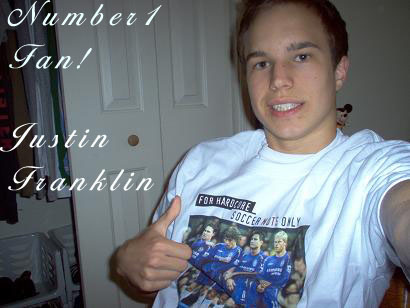 Number1
Fan!
Justin
Franklin
FOR HARDCORE
SOCCER NUTS ONLY